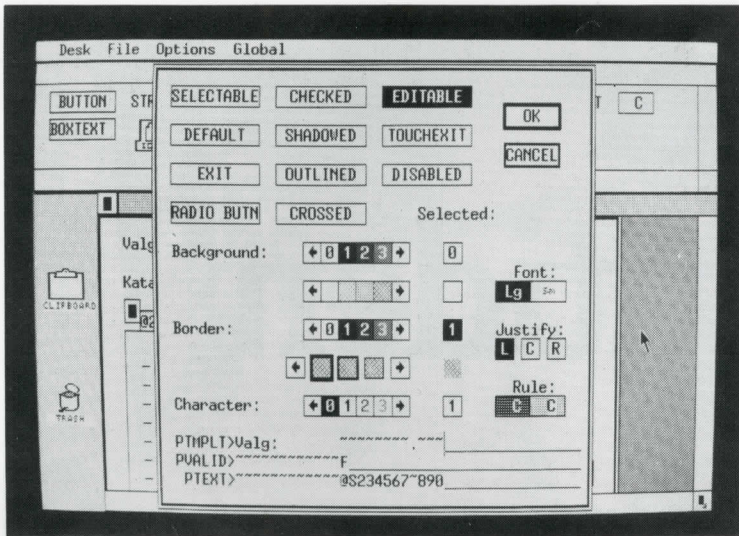 Desk File Options Global
BUTTON STR
BOXTEXT
T C
SELECTABLE CHECKED EDITABLE
OK
DEFAULT SHADOWED TOUCHEXIT
CANCEL
EXIT OUTLINED DISABLED
RADIO BUTN CROSSED Selected:
Valg
Background: 0 1 2 3 0
Font:
Kata
Lg Sm
CLIPBOARD
Border: 0 1 2 3 1
Justify:
L C R
Rule:
Character: 0 1 2 3 1
C C
TRASH
PTMPLT>Valg: ~~~~~~~~ ~~~
PVALID>~~~~~~~~~~~~~F
PTEXT>~~~~~~~~~~~~~@S234567~890